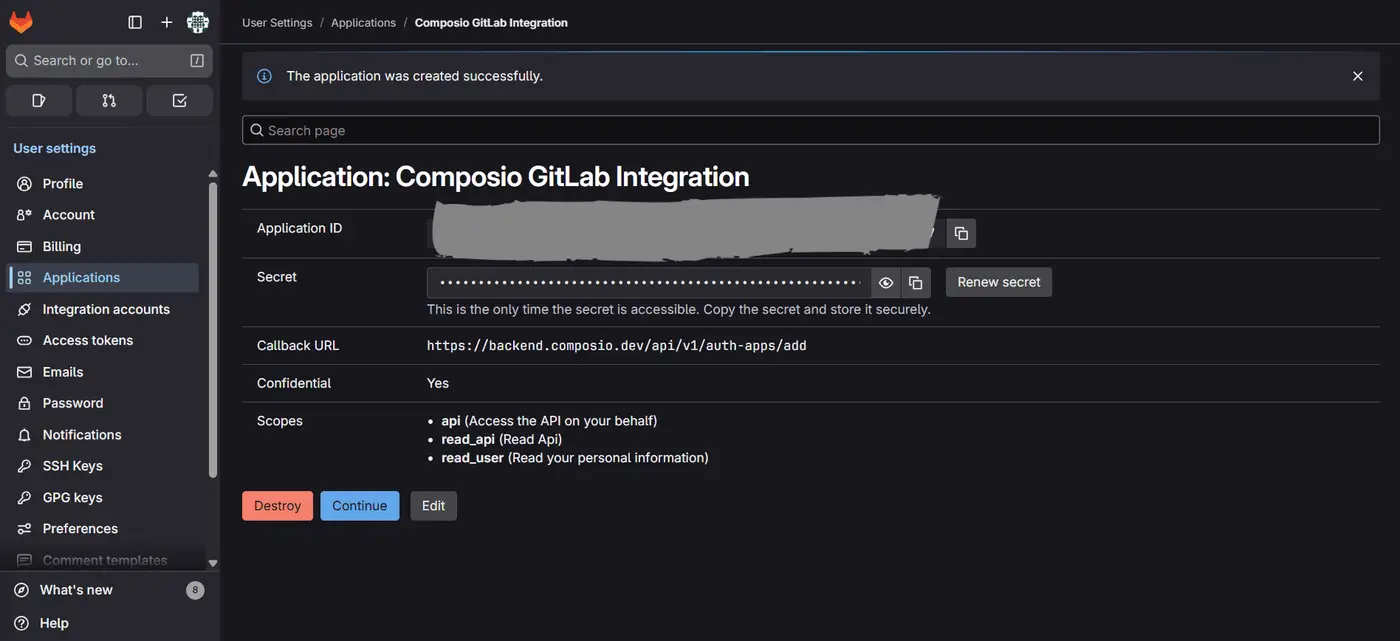 User Settings / Applications / Composio GitLab Integration
Search or go to... /
The application was created successfully.
Search page
User settings
Profile
Account
Billing
Applications
Integration accounts
Access tokens
Emails
Password
Notifications
SSH Keys
GPG keys
Preferences
Comment templates
What's new 8
Help
Application: Composio GitLab Integration
Application ID
Secret
Renew secret
This is the only time the secret is accessible. Copy the secret and store it securely.
Callback URL https://backend.composio.dev/api/v1/auth-apps/add
Confidential Yes
Scopes
• api (Access the API on your behalf)
• read_api (Read Api)
• read_user (Read your personal information)
Destroy Continue Edit